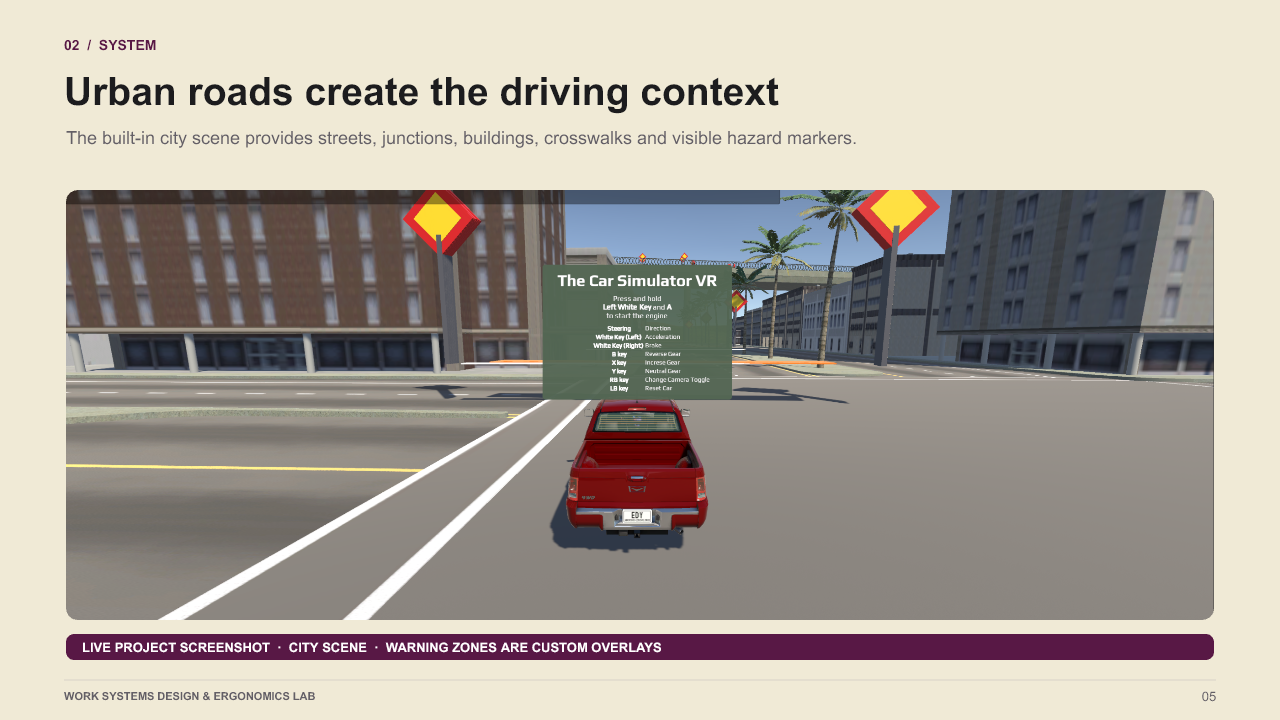 02 / SYSTEM
Urban roads create the driving context
The built-in city scene provides streets, junctions, buildings, crosswalks and visible hazard markers.
The Car Simulator VR
Press and hold
Left White Key and A
to start the engine
Steering Direction
White Key (Left) Acceleration
White Key (Right) Brake
B key Reverse Gear
X key Increse Gear
Y key Neutral Gear
RB key Change Camera Toggle
LB key Reset Car
EDY
LIVE PROJECT SCREENSHOT · CITY SCENE · WARNING ZONES ARE CUSTOM OVERLAYS
WORK SYSTEMS DESIGN & ERGONOMICS LAB
05